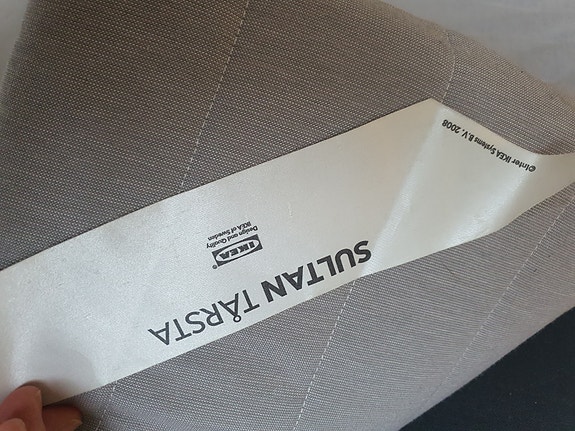 SULTAN TÅRSTA
IKEA®
Design and Quality
IKEA of Sweden
©Inter IKEA Systems B.V. 2008